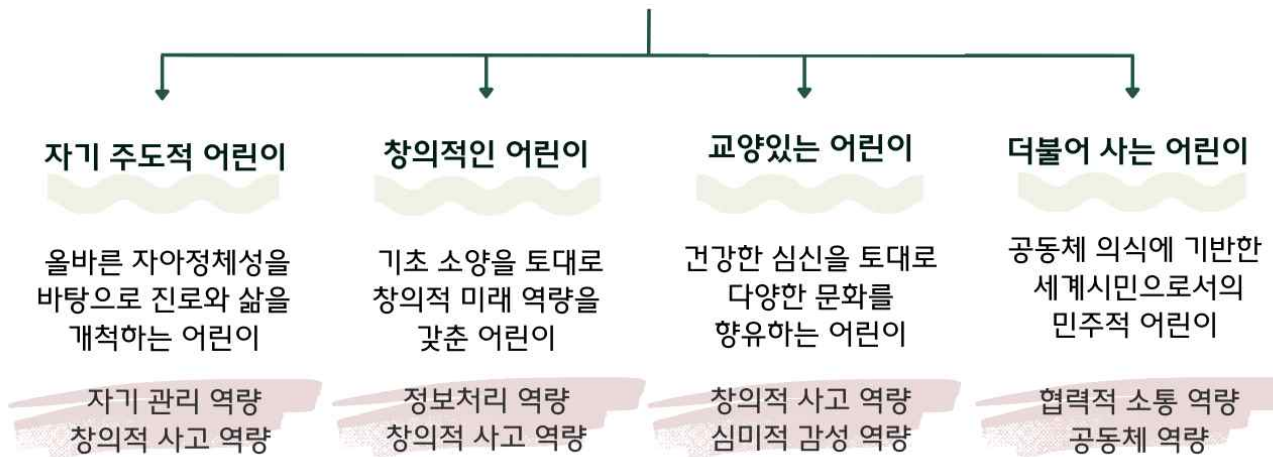 자기 주도적 어린이
올바른 자아정체성을
바탕으로 진로와 삶을
개척하는 어린이
자기 관리 역량
창의적 사고 역량
창의적인 어린이
기초 소양을 토대로
창의적 미래 역량을
갖춘 어린이
정보처리 역량
창의적 사고 역량
교양있는 어린이
건강한 심신을 토대로
다양한 문화를
향유하는 어린이
창의적 사고 역량
심미적 감성 역량
더불어 사는 어린이
공동체 의식에 기반한
세계시민으로서의
민주적 어린이
협력적 소통 역량
공동체 역량